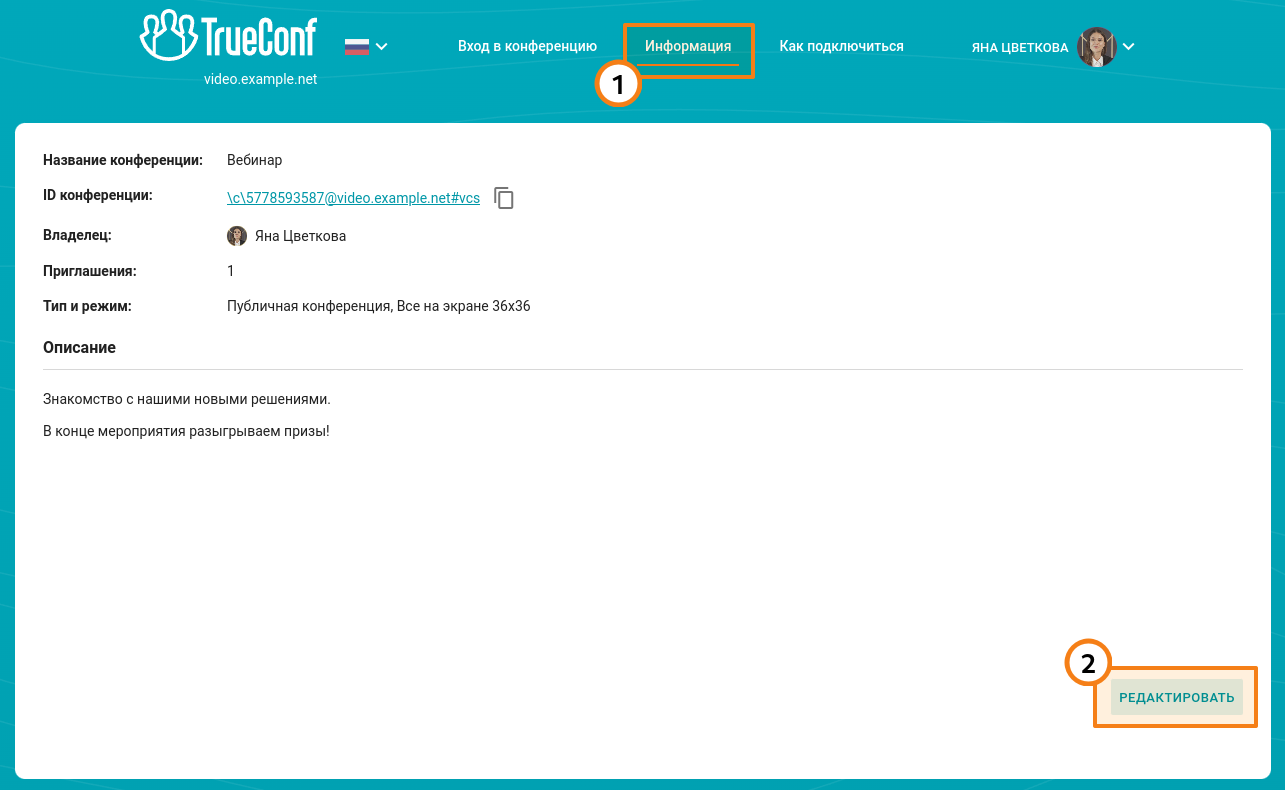 TrueConf
video.example.net
Вход в конференцию
Информация
Как подключиться
ЯНА ЦВЕТКОВА
1
Название конференции: Вебинар
ID конференции: \c\5778593587@video.example.net#vcs
Владелец: Яна Цветкова
Приглашения: 1
Тип и режим: Публичная конференция, Все на экране 36x36
Описание
Знакомство с нашими новыми решениями.
В конце мероприятия разыгрываем призы!
2
РЕДАКТИРОВАТЬ